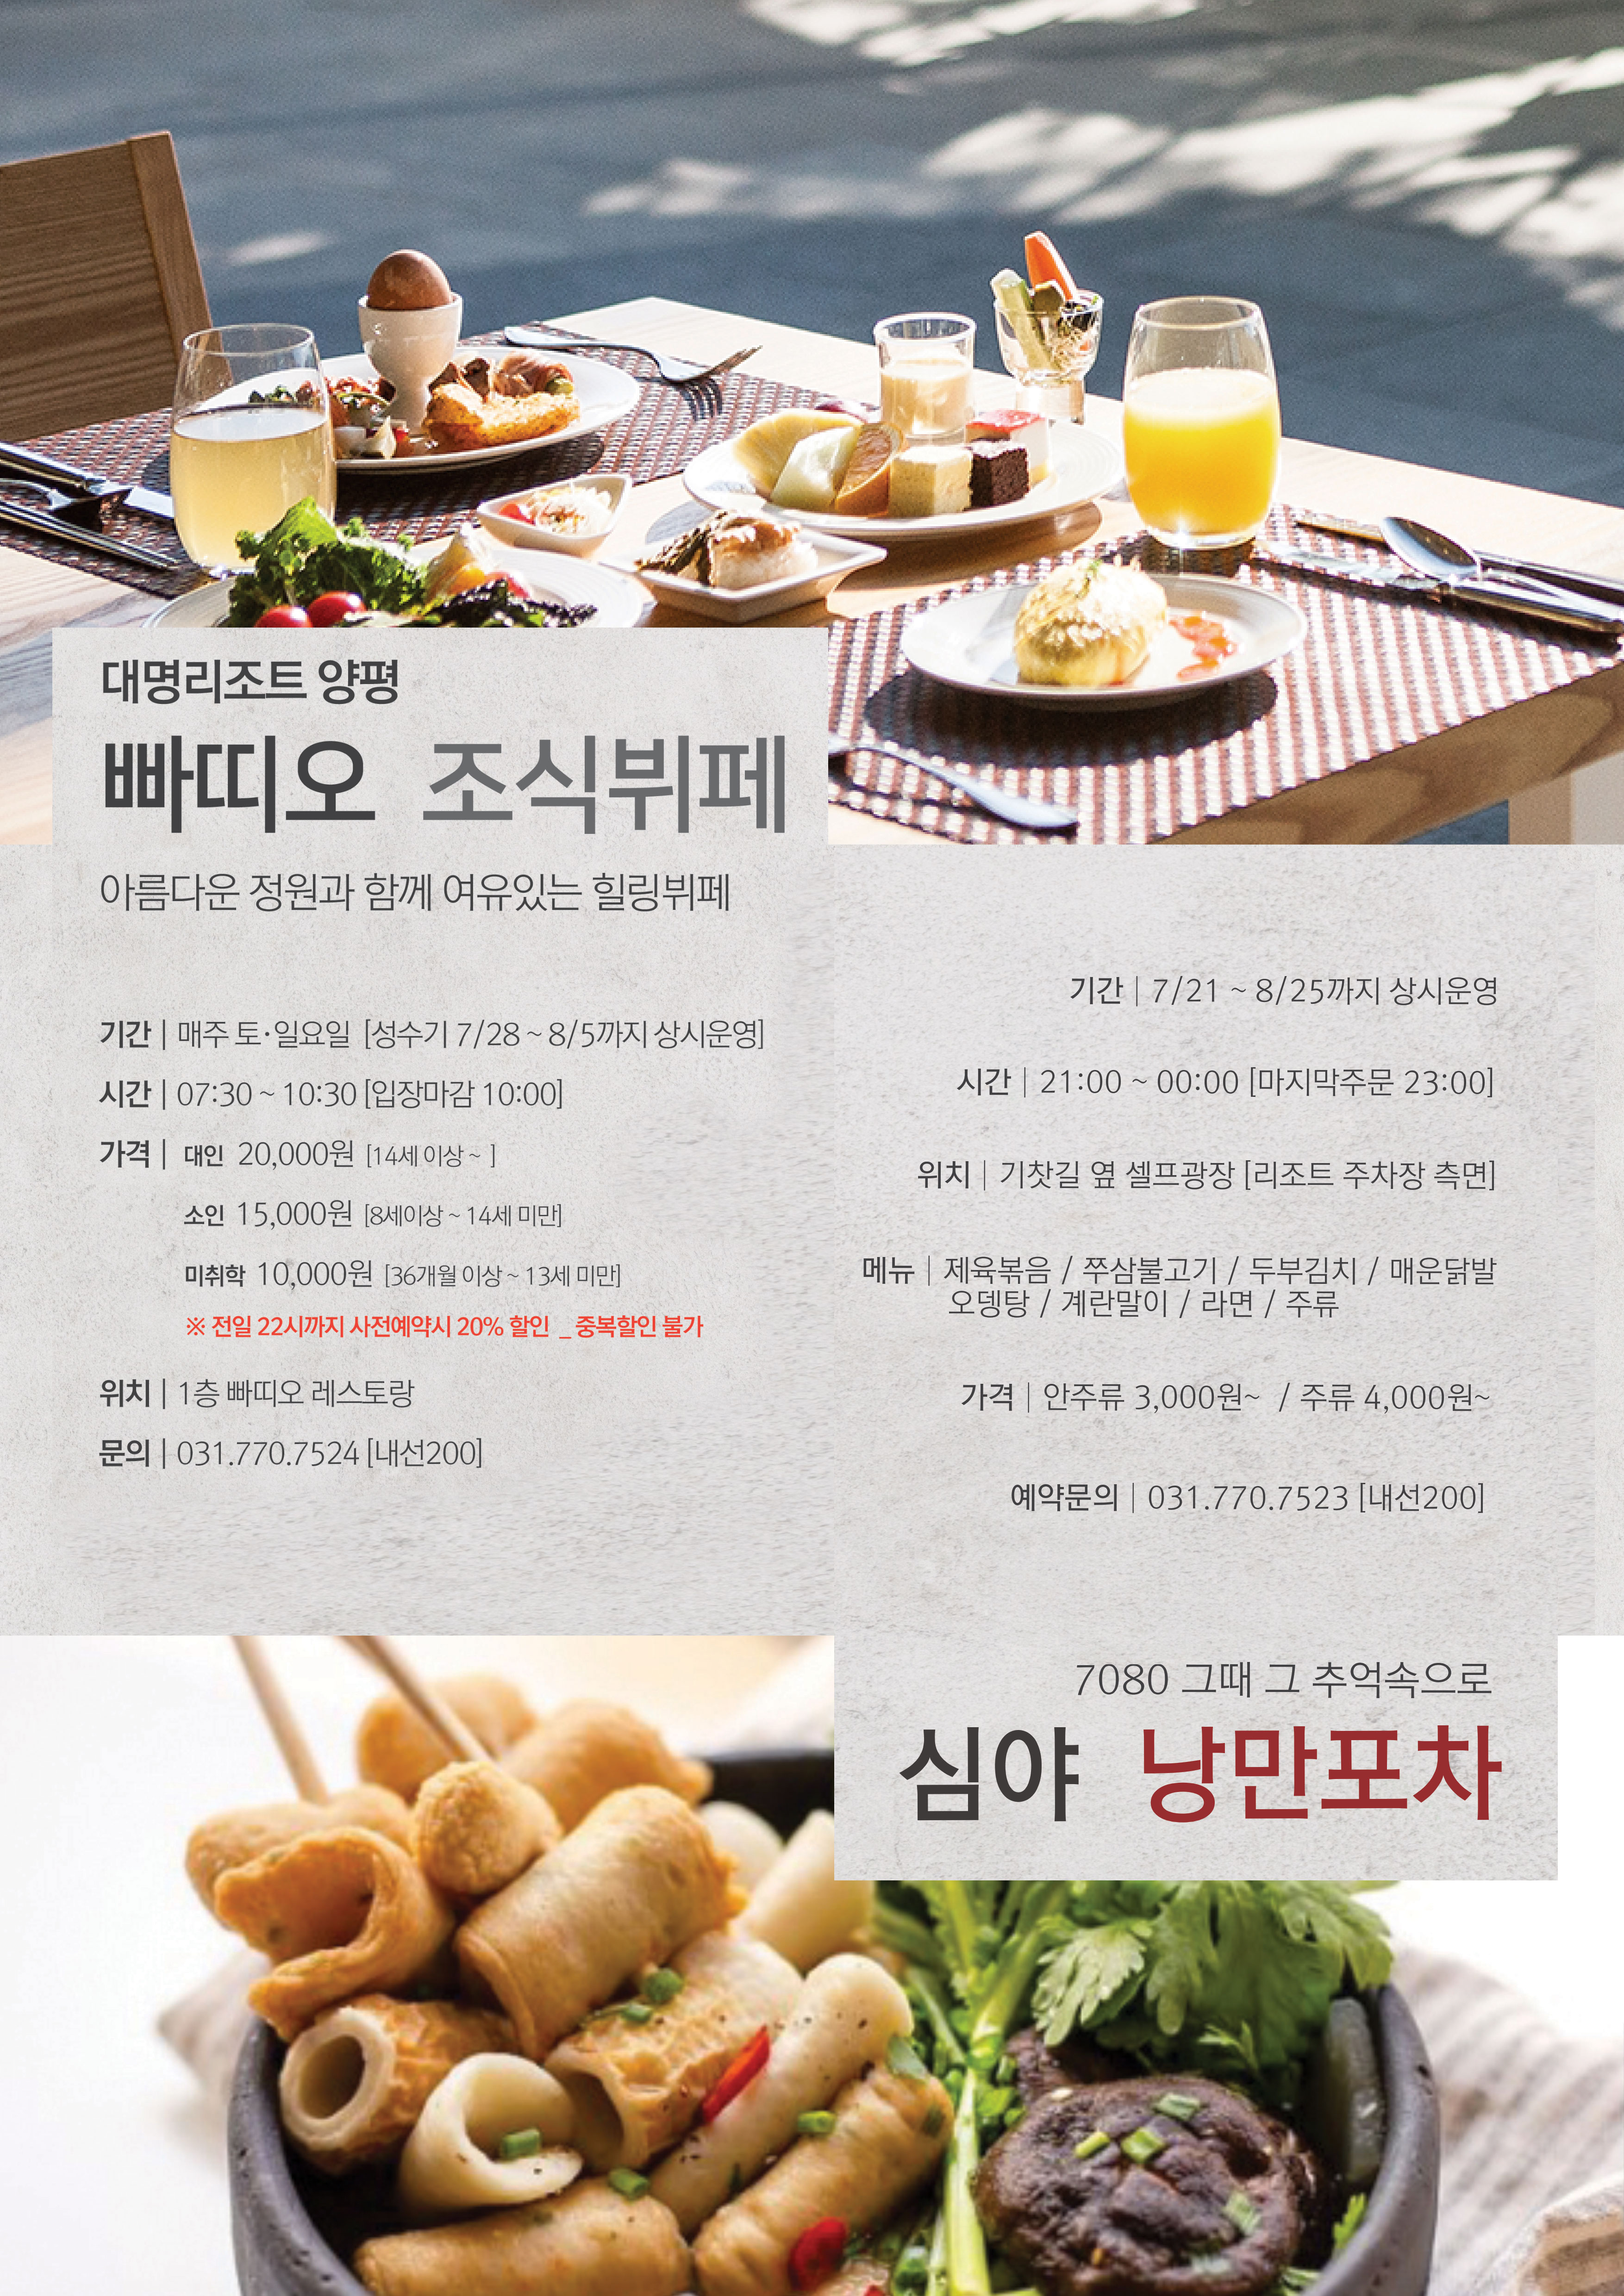 대명리조트 양평
빠띠오 조식뷔페
아름다운 정원과 함께 여유있는 힐링뷔페
기간 | 매주 토·일요일 [성수기 7/28 ~ 8/5까지 상시운영]
시간 | 07:30 ~ 10:30 [입장마감 10:00]
가격 | 대인 20,000원 [14세 이상 ~ ]
소인 15,000원 [8세이상 ~ 14세 미만]
미취학 10,000원 [36개월 이상 ~ 13세 미만]
※ 전일 22시까지 사전예약시 20% 할인 _ 중복할인 불가
위치 | 1층 빠띠오 레스토랑
문의 | 031.770.7524 [내선200]
기간 | 7/21 ~ 8/25까지 상시운영
시간 | 21:00 ~ 00:00 [마지막주문 23:00]
위치 | 기찻길 옆 셀프광장 [리조트 주차장 측면]
메뉴 | 제육볶음 / 쭈삼불고기 / 두부김치 / 매운닭발
오뎅탕 / 계란말이 / 라면 / 주류
가격 | 안주류 3,000원~ / 주류 4,000원~
예약문의 | 031.770.7523 [내선200]
7080 그때 그 추억속으로
심야 낭만포차